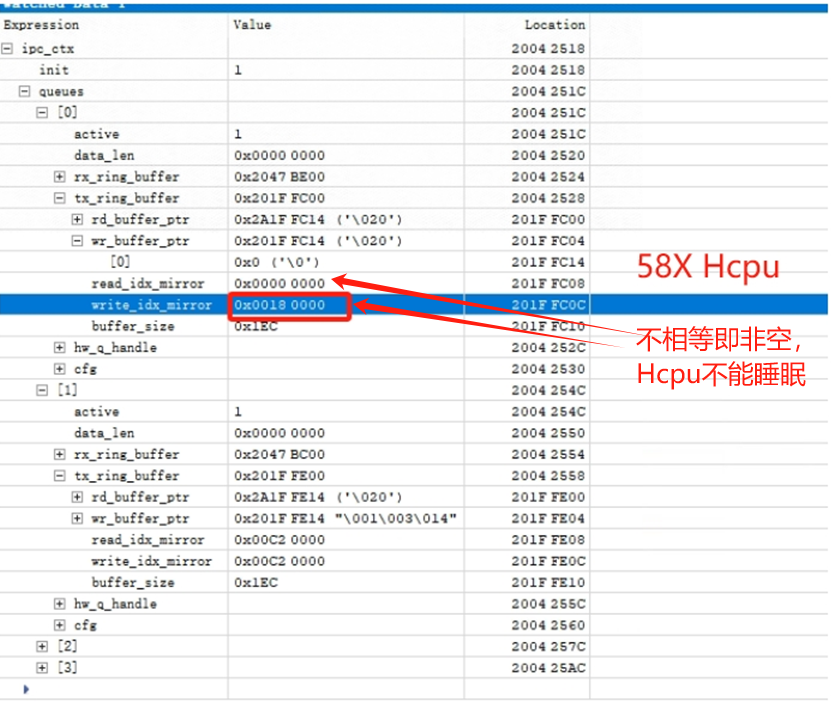 Watched Data 1
Expression Value Location
ipc_ctx 2004 2518
init 1 2004 2518
queues 2004 251C
[0] 2004 251C
active 1 2004 251C
data_len 0x0000 0000 2004 2520
rx_ring_buffer 0x2047 BE00 2004 2524
tx_ring_buffer 0x201F FC00 2004 2528
rd_buffer_ptr 0x2A1F FC14 ('\020') 201F FC00
wr_buffer_ptr 0x201F FC14 ('\020') 201F FC04
[0] 0x0 ('\0') 201F FC14
read_idx_mirror 0x0000 0000 201F FC08
write_idx_mirror 0x0018 0000 201F FC0C
buffer_size 0x1EC 201F FC10
hw_q_handle 2004 252C
cfg 2004 2530
[1] 2004 254C
active 1 2004 254C
data_len 0x0000 0000 2004 2550
rx_ring_buffer 0x2047 BC00 2004 2554
tx_ring_buffer 0x201F FE00 2004 2558
rd_buffer_ptr 0x2A1F FE14 ('\020') 201F FE00
wr_buffer_ptr 0x201F FE14 "\001\003\014" 201F FE04
read_idx_mirror 0x00C2 0000 201F FE08
write_idx_mirror 0x00C2 0000 201F FE0C
buffer_size 0x1EC 201F FE10
hw_q_handle 2004 255C
cfg 2004 2560
[2] 2004 257C
[3] 2004 25AC
58X Hcpu
不相等即非空，
Hcpu不能睡眠